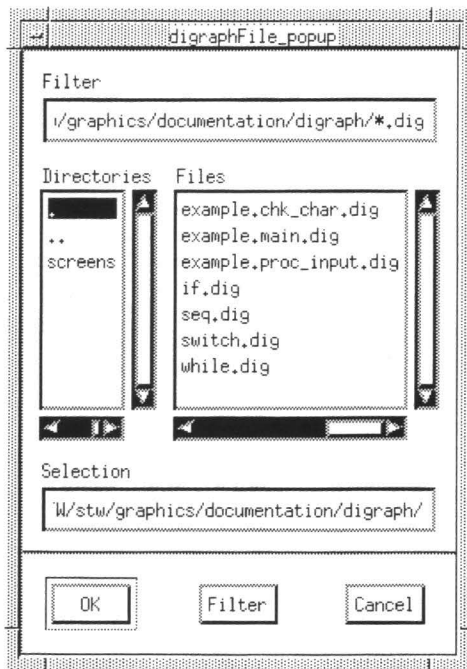 digraphFile_popup
Filter
/graphics/documentation/digraph/*.dig
Directories
Files
.
..
screens
example.chk_char.dig
example.main.dig
example.proc_input.dig
if.dig
seq.dig
switch.dig
while.dig
Selection
W/stw/graphics/documentation/digraph/
OK
Filter
Cancel